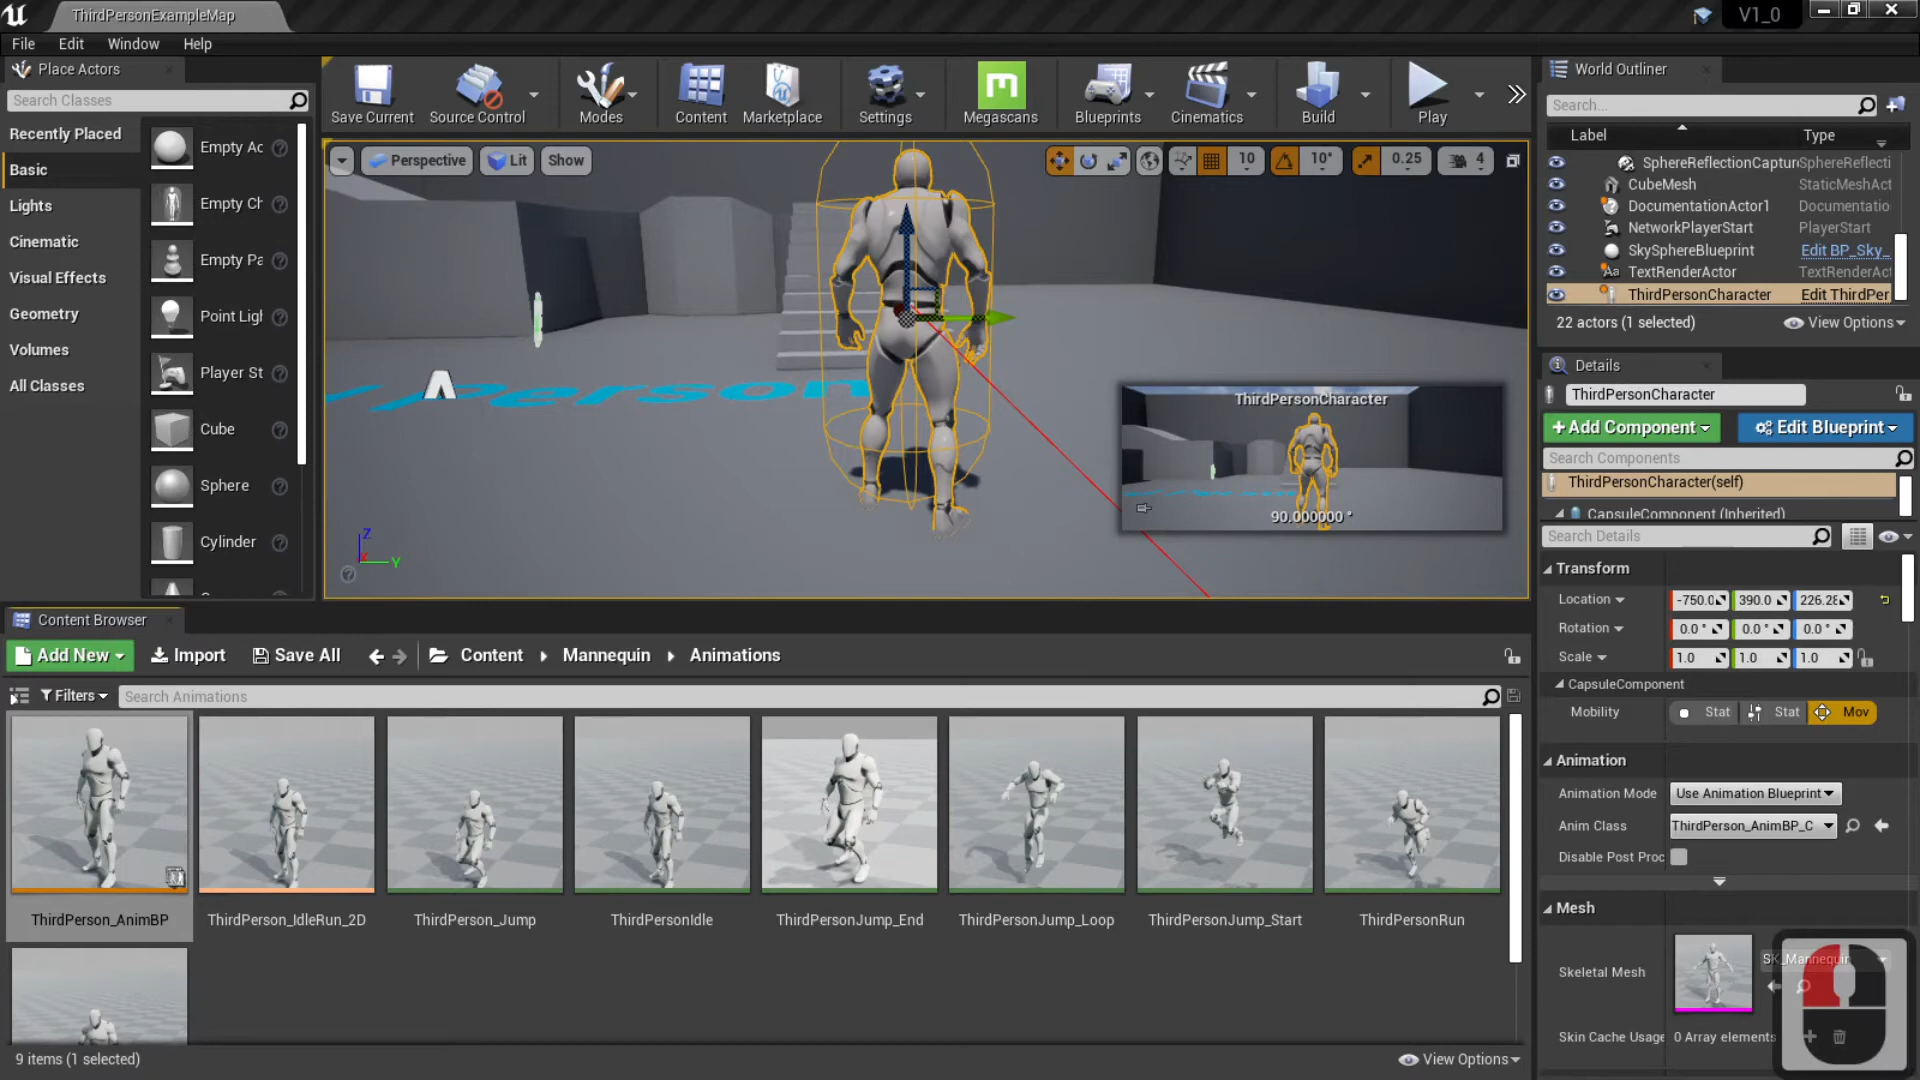 ThirdPersonExampleMap
V1_0
File Edit Window Help
Place Actors
Search Classes
Recently Placed
Basic
Lights
Cinematic
Visual Effects
Geometry
Volumes
All Classes
Empty Ac
Empty Ch
Empty Pa
Point Ligh
Player St
Cube
Sphere
Cylinder
Save Current
Source Control
Modes
Content
Marketplace
Settings
Megascans
Blueprints
Cinematics
Build
Play
Perspective
Lit
Show
10
10°
0.25
4
Person
ThirdPersonCharacter
90.000000 °
Z
X
Y
World Outliner
Search...
Label Type
SphereReflectionCapture SphereReflecti
CubeMesh StaticMeshAct
DocumentationActor1 Documentatio
NetworkPlayerStart PlayerStart
SkySphereBlueprint Edit BP_Sky_
TextRenderActor TextRenderAct
ThirdPersonCharacter Edit ThirdPer
22 actors (1 selected) View Options
Details
ThirdPersonCharacter
+Add Component Edit Blueprint
Search Components
ThirdPersonCharacter(self)
CapsuleComponent (Inherited)
Search Details
Transform
Location -750.0 390.0 226.28
Rotation 0.0 ° 0.0 ° 0.0 °
Scale 1.0 1.0 1.0
CapsuleComponent
Mobility Stat Stat Mov
Animation
Animation Mode Use Animation Blueprint
Anim Class ThirdPerson_AnimBP_C
Disable Post Proc
Mesh
Skeletal Mesh SK_Mannequin
Skin Cache Usage 0 Array elements
Content Browser
Add New Import Save All Content Mannequin Animations
Filters Search Animations
ThirdPerson_AnimBP
ThirdPerson_IdleRun_2D
ThirdPerson_Jump
ThirdPersonIdle
ThirdPersonJump_End
ThirdPersonJump_Loop
ThirdPersonJump_Start
ThirdPersonRun
9 items (1 selected)
View Options